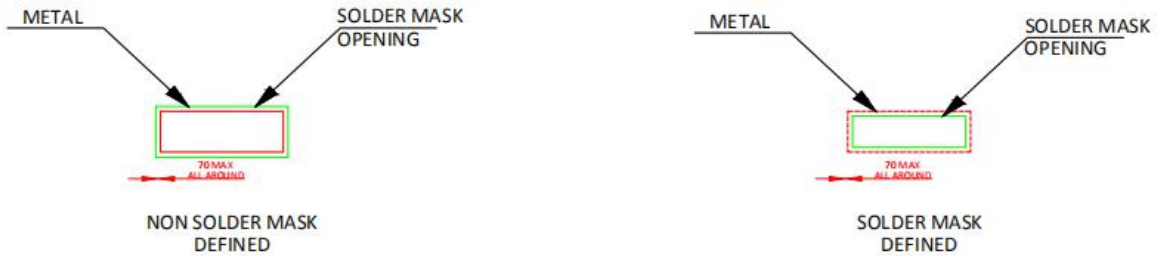 METAL
SOLDER MASK
OPENING
70 MAX
ALL AROUND
NON SOLDER MASK
DEFINED
METAL
SOLDER MASK
OPENING
70 MAX
ALL AROUND
SOLDER MASK
DEFINED